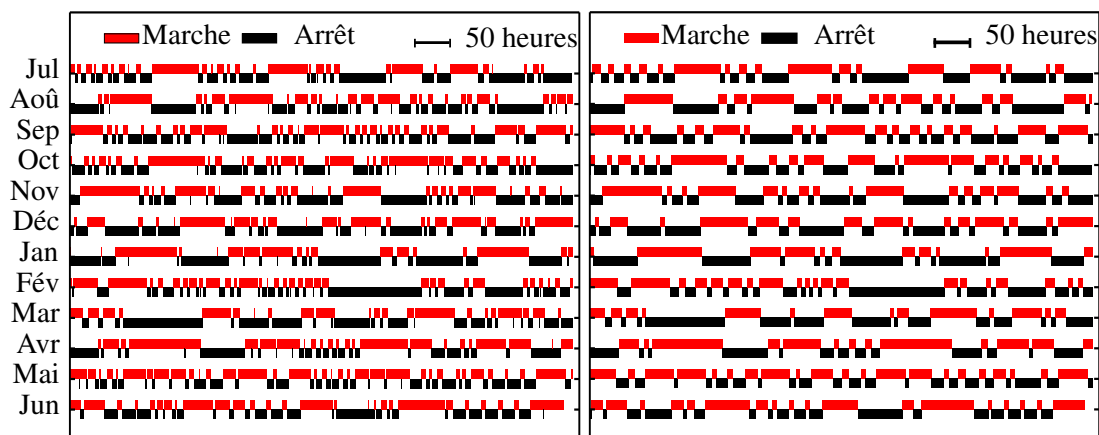 Marche Arrêt 50 heures Marche Arrêt 50 heures
Jul
Aoû
Sep
Oct
Nov
Déc
Jan
Fév
Mar
Avr
Mai
Jun